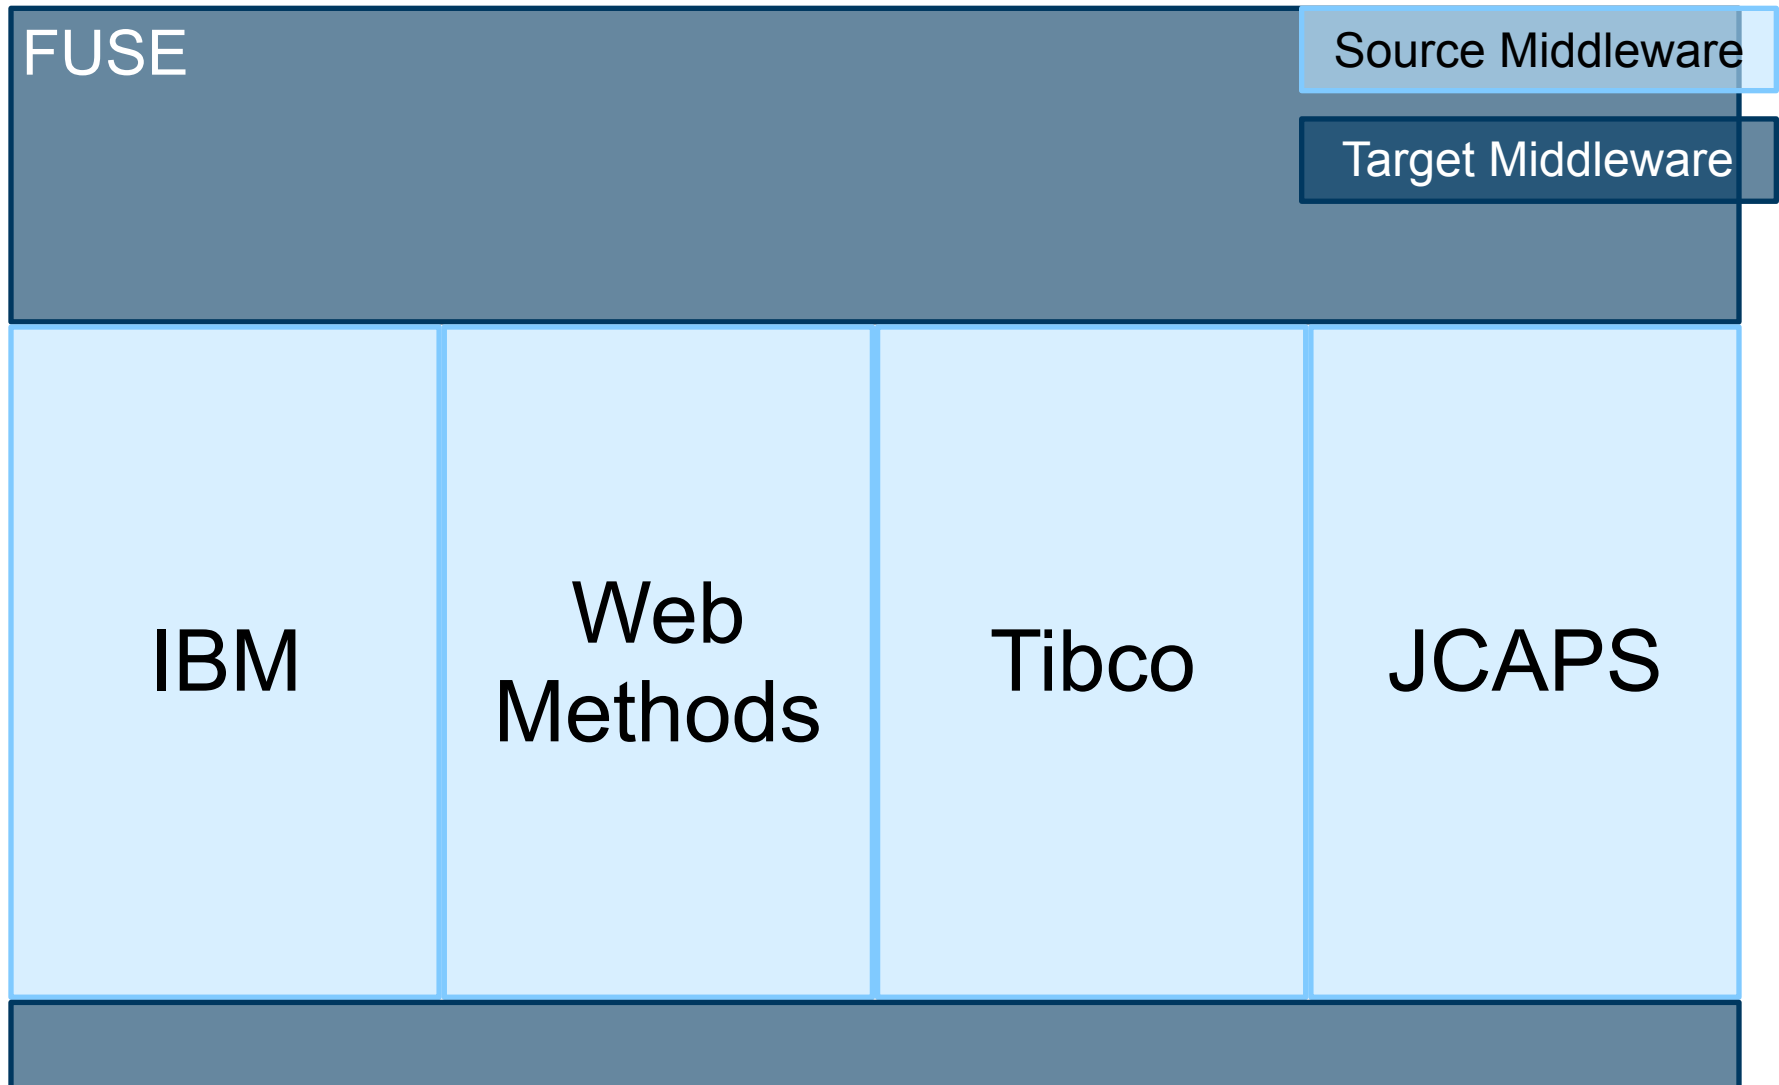 FUSE
Source Middleware
Target Middleware
IBM
Web
Methods
Tibco
JCAPS